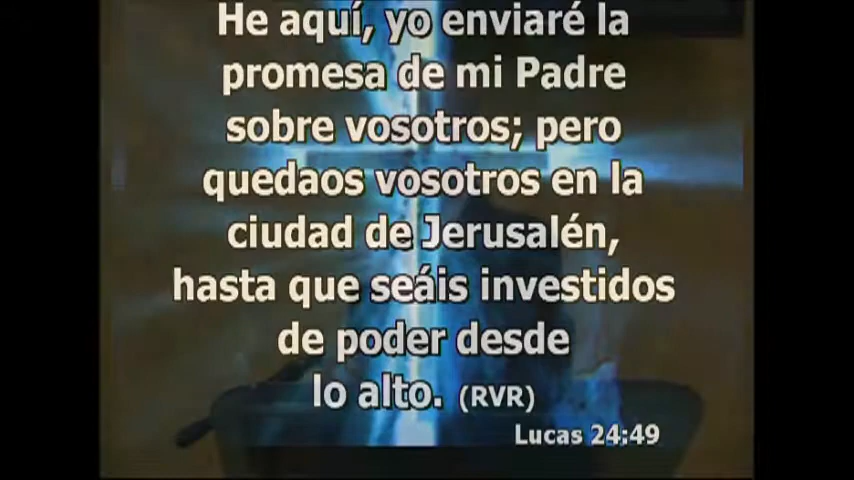 He aquí, yo enviaré la
promesa de mi Padre
sobre vosotros; pero
quedaos vosotros en la
ciudad de Jerusalén,
hasta que seáis investidos
de poder desde
lo alto. (RVR)
Lucas 24:49